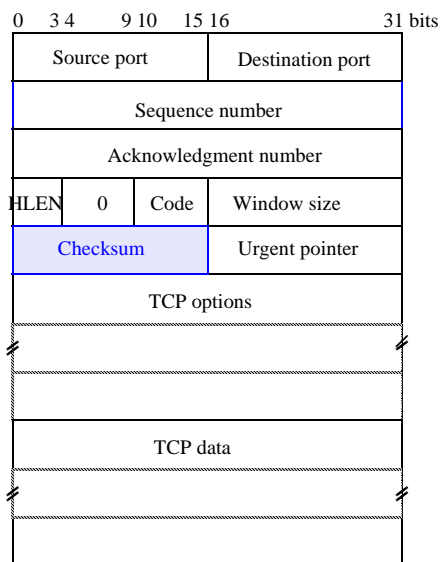 0 3 4 9 10 15 16 31 bits
Source port Destination port
Sequence number
Acknowledgment number
HLEN 0 Code Window size
Checksum Urgent pointer
TCP options
TCP data